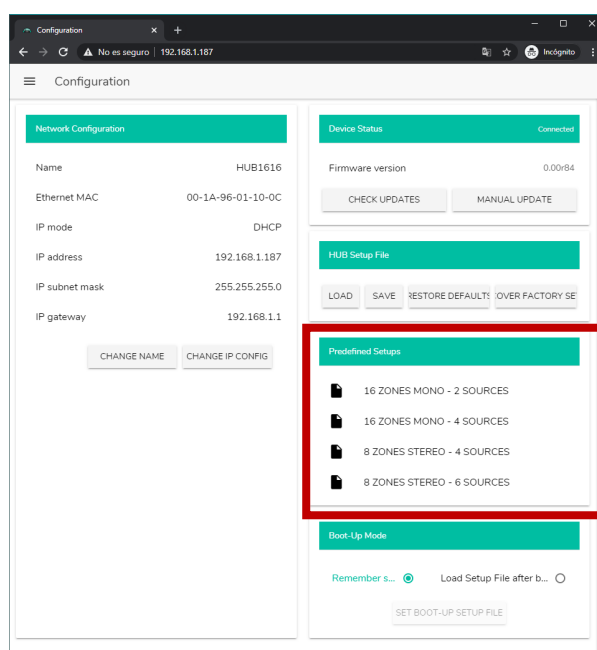 Configuration
No es seguro | 192.168.1.187
Incógnito
Configuration
Network Configuration
Name HUB1616
Ethernet MAC 00-1A-96-01-10-0C
IP mode DHCP
IP address 192.168.1.187
IP subnet mask 255.255.255.0
IP gateway 192.168.1.1
CHANGE NAME CHANGE IP CONFIG
Device Status Connected
Firmware version 0.00r84
CHECK UPDATES MANUAL UPDATE
HUB Setup File
LOAD SAVE RESTORE DEFAULTS COVER FACTORY SE
Predefined Setups
16 ZONES MONO - 2 SOURCES
16 ZONES MONO - 4 SOURCES
8 ZONES STEREO - 4 SOURCES
8 ZONES STEREO - 6 SOURCES
Boot-Up Mode
Remember s... Load Setup File after b...
SET BOOT-UP SETUP FILE